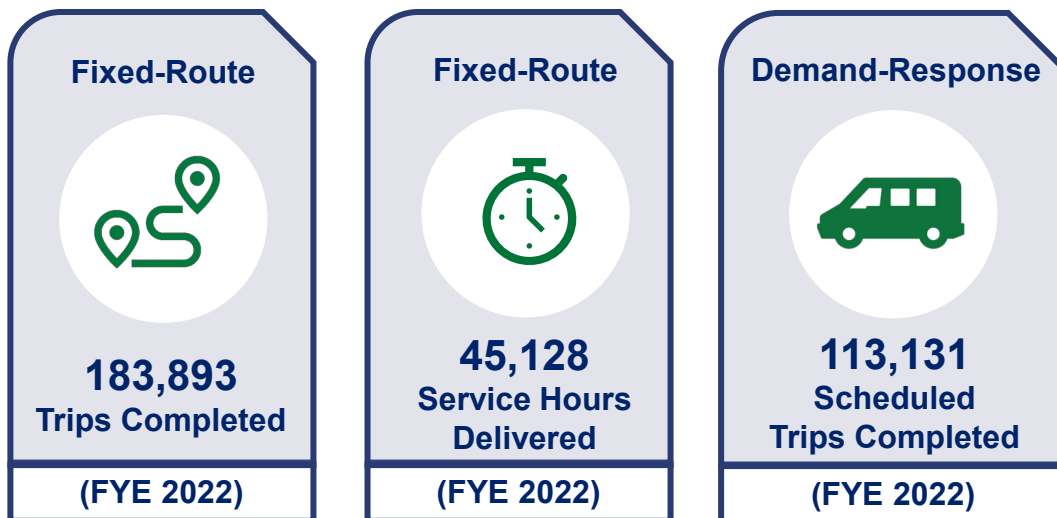 Fixed-Route
183,893
Trips Completed
(FYE 2022)
Fixed-Route
45,128
Service Hours
Delivered
(FYE 2022)
Demand-Response
113,131
Scheduled
Trips Completed
(FYE 2022)